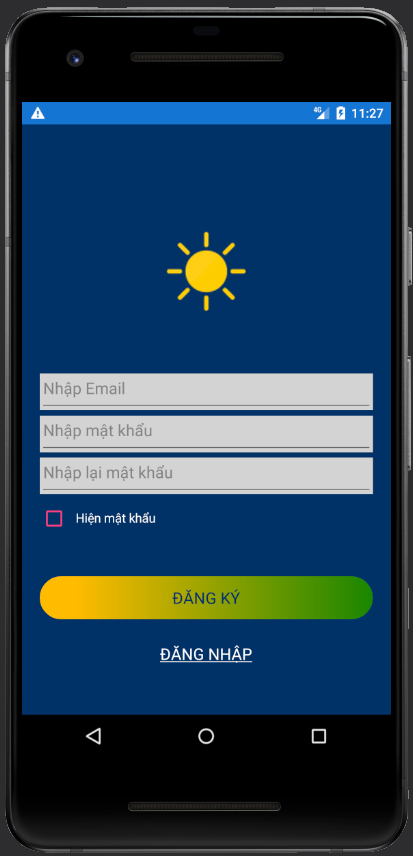 4G 11:27
Nhập Email
Nhập mật khẩu
Nhập lại mật khẩu
Hiện mật khẩu
ĐĂNG KÝ
ĐĂNG NHẬP